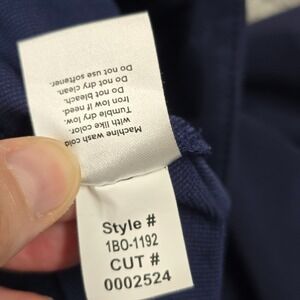 Machine wash cold
with like color.
Tumble dry low.
Iron low if need.
Do not bleach.
Do not dry clean.
Do not use softener.
Style #
1BO-1192
CUT #
0002524